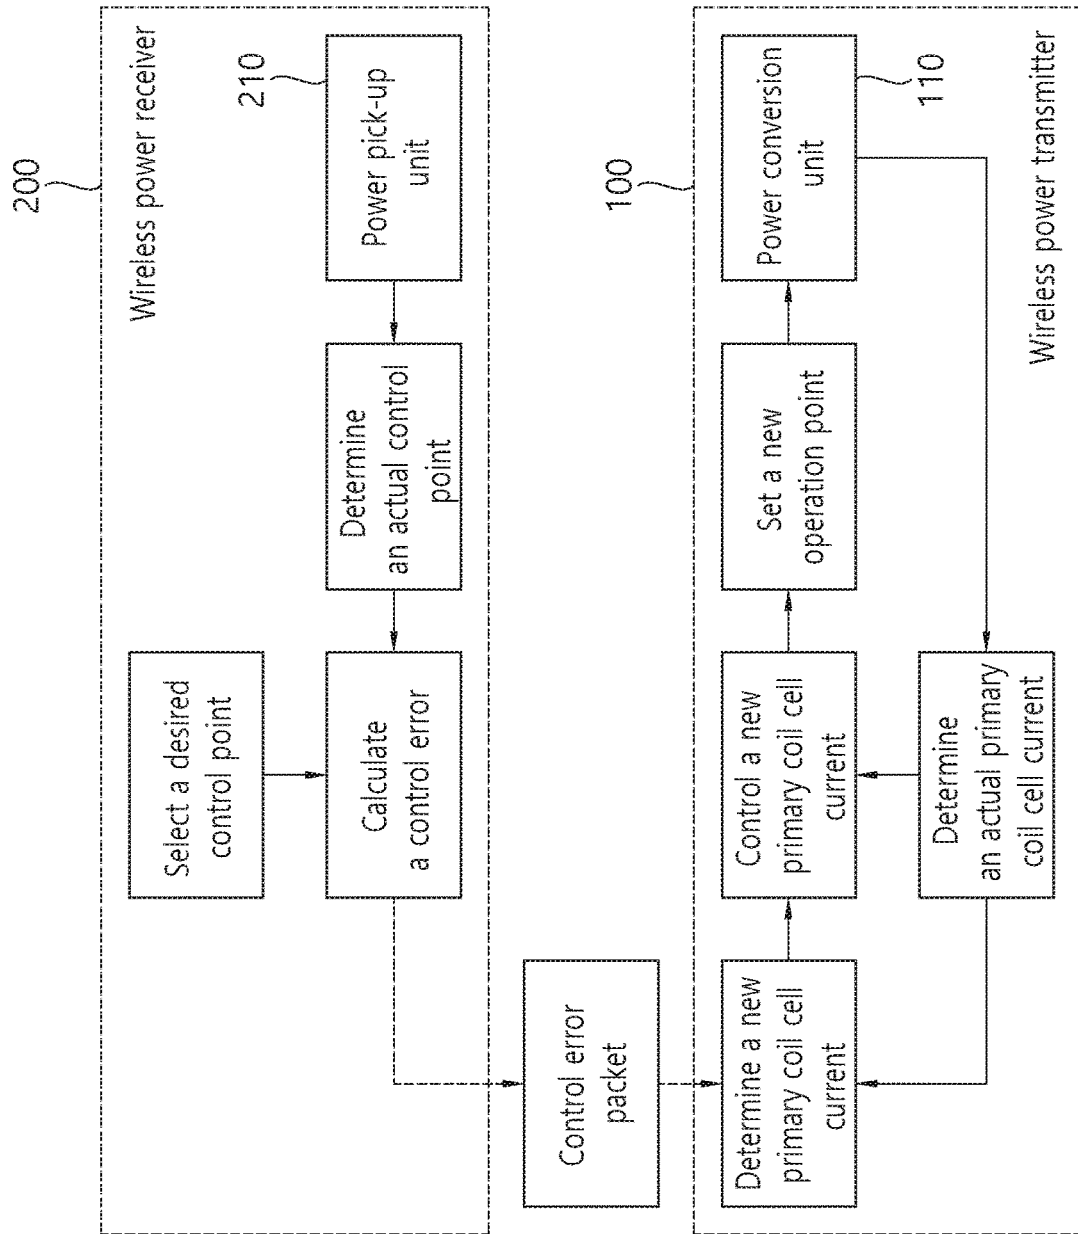 200
Wireless power receiver
Select a desired
control point
Calculate
a control error
Determine
an actual control
point
Power pick-up
unit
210
Control error
packet
100
Determine a new
primary coil cell
current
Control a new
primary coil cell
current
Set a new
operation point
Power conversion
unit
110
Determine
an actual primary
coil cell current
Wireless power transmitter